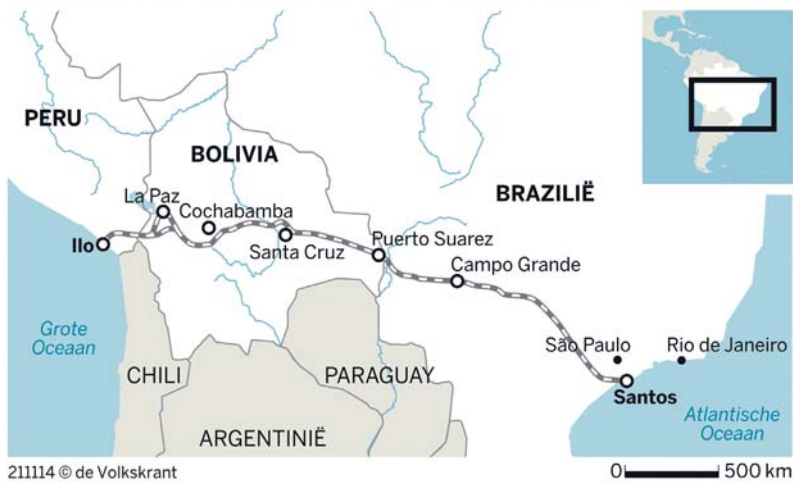 PERU
BOLIVIA
BRAZILIË
La Paz
Cochabamba
Ilo
Santa Cruz
Puerto Suarez
Campo Grande
Grote
Oceaan
São Paulo
Rio de Janeiro
CHILI
PARAGUAY
Santos
Atlantische
Oceaan
ARGENTINIË
211114 © de Volkskrant
0
500 km